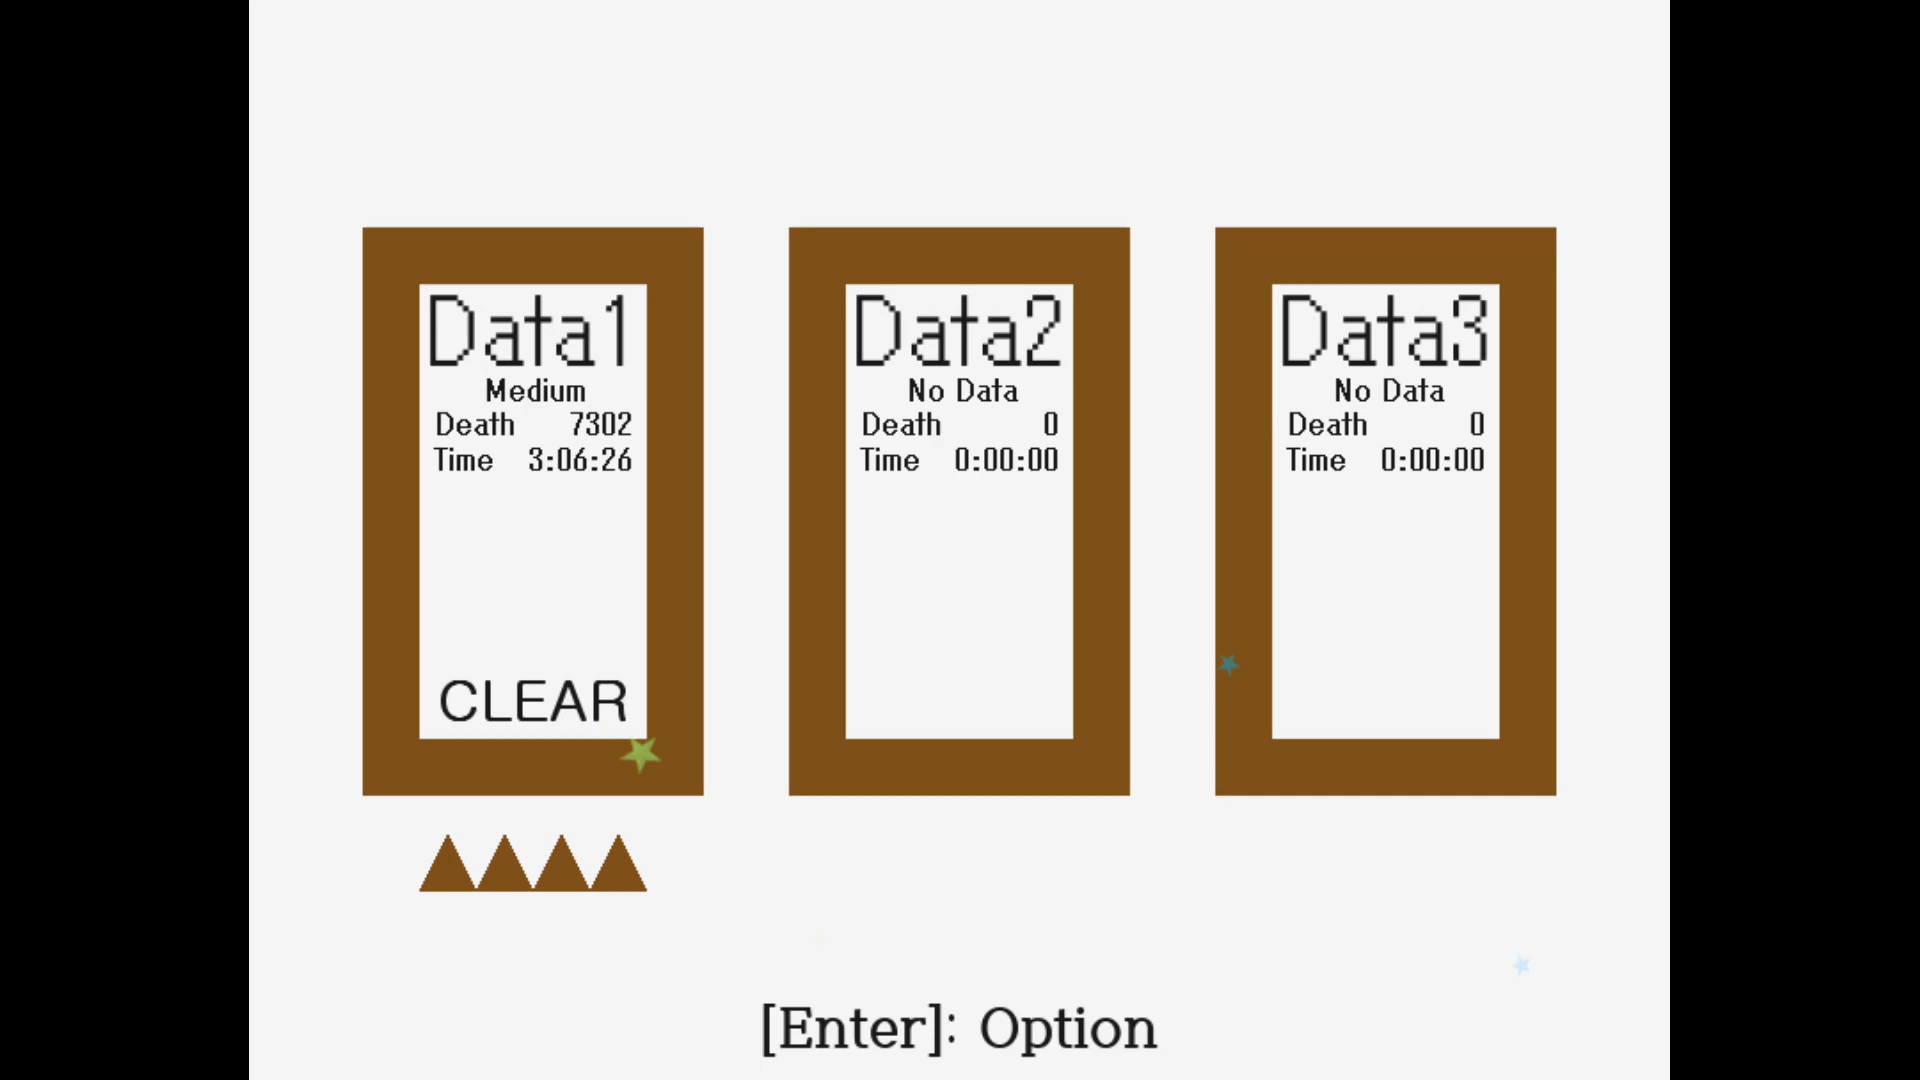 Data1
Medium
Death 7302
Time 3:06:26
CLEAR
Data2
No Data
Death 0
Time 0:00:00
Data3
No Data
Death 0
Time 0:00:00
[Enter]: Option